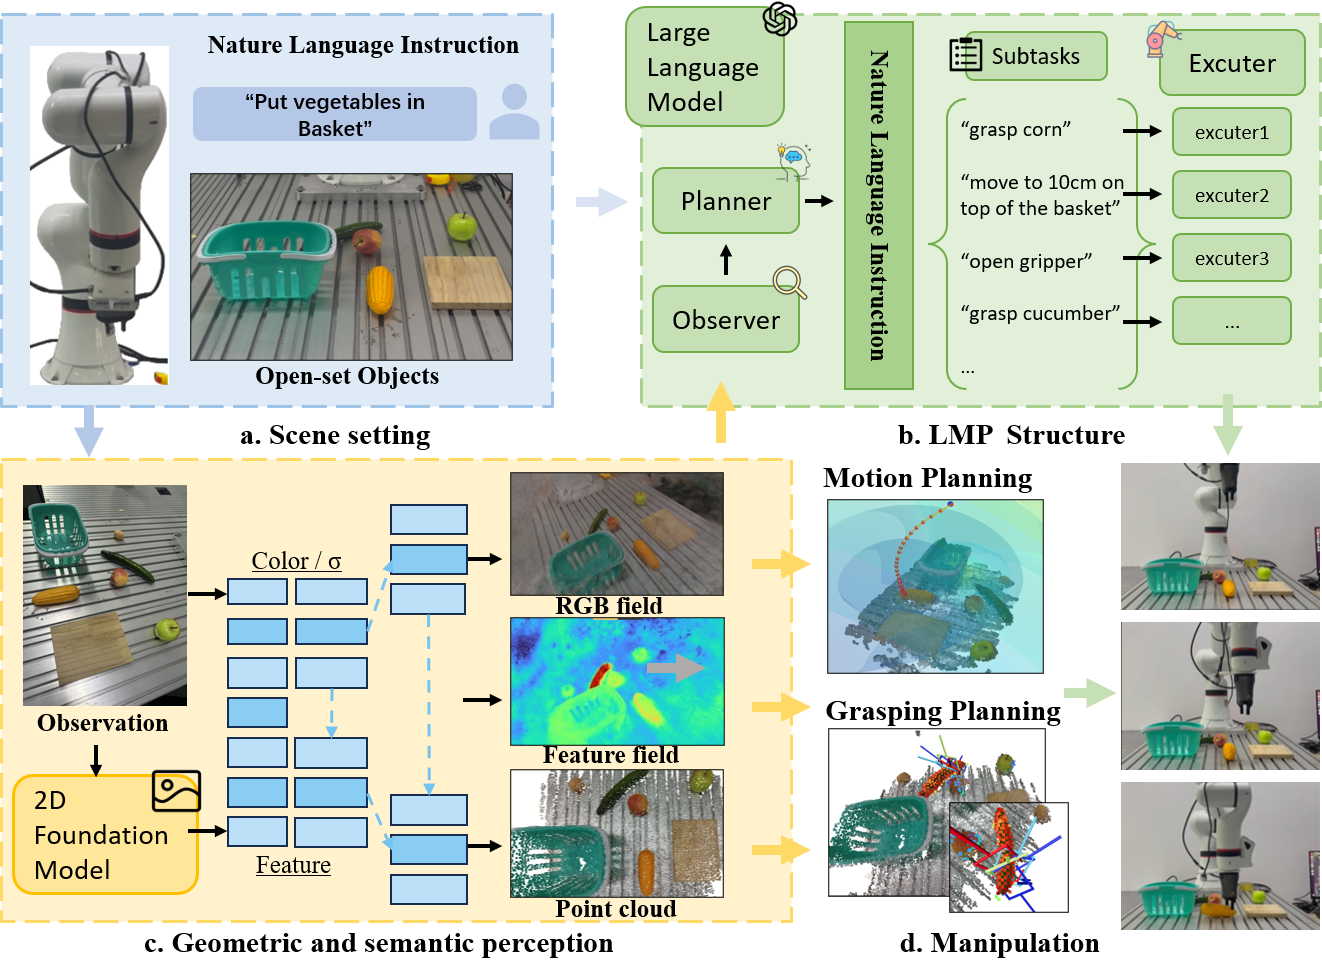 Nature Language Instruction
“Put vegetables in
Basket”
Open-set Objects
a. Scene setting
Large
Language
Model
Planner
Observer
Nature Language Instruction
Subtasks
Excuter
“grasp corn”
excuter1
“move to 10cm on
top of the basket”
excuter2
“open gripper”
excuter3
“grasp cucumber”
...
...
b. LMP Structure
Observation
2D
Foundation
Model
Color / σ
Feature
RGB field
Feature field
Point cloud
c. Geometric and semantic perception
Motion Planning
Grasping Planning
d. Manipulation